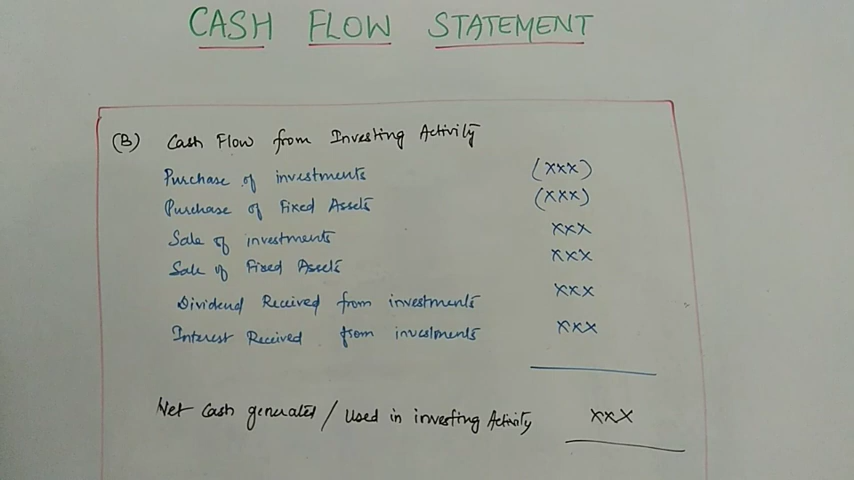 CASH FLOW STATEMENT
(B) Cash Flow from Investing Activity
Purchase of investments (xxx)
Purchase of Fixed Assets (xxx)
Sale of investments xxx
Sale of Fixed Assets xxx
Dividend Received from investments xxx
Interest Received from investments xxx
Net Cash generated / Used in investing Activity xxx